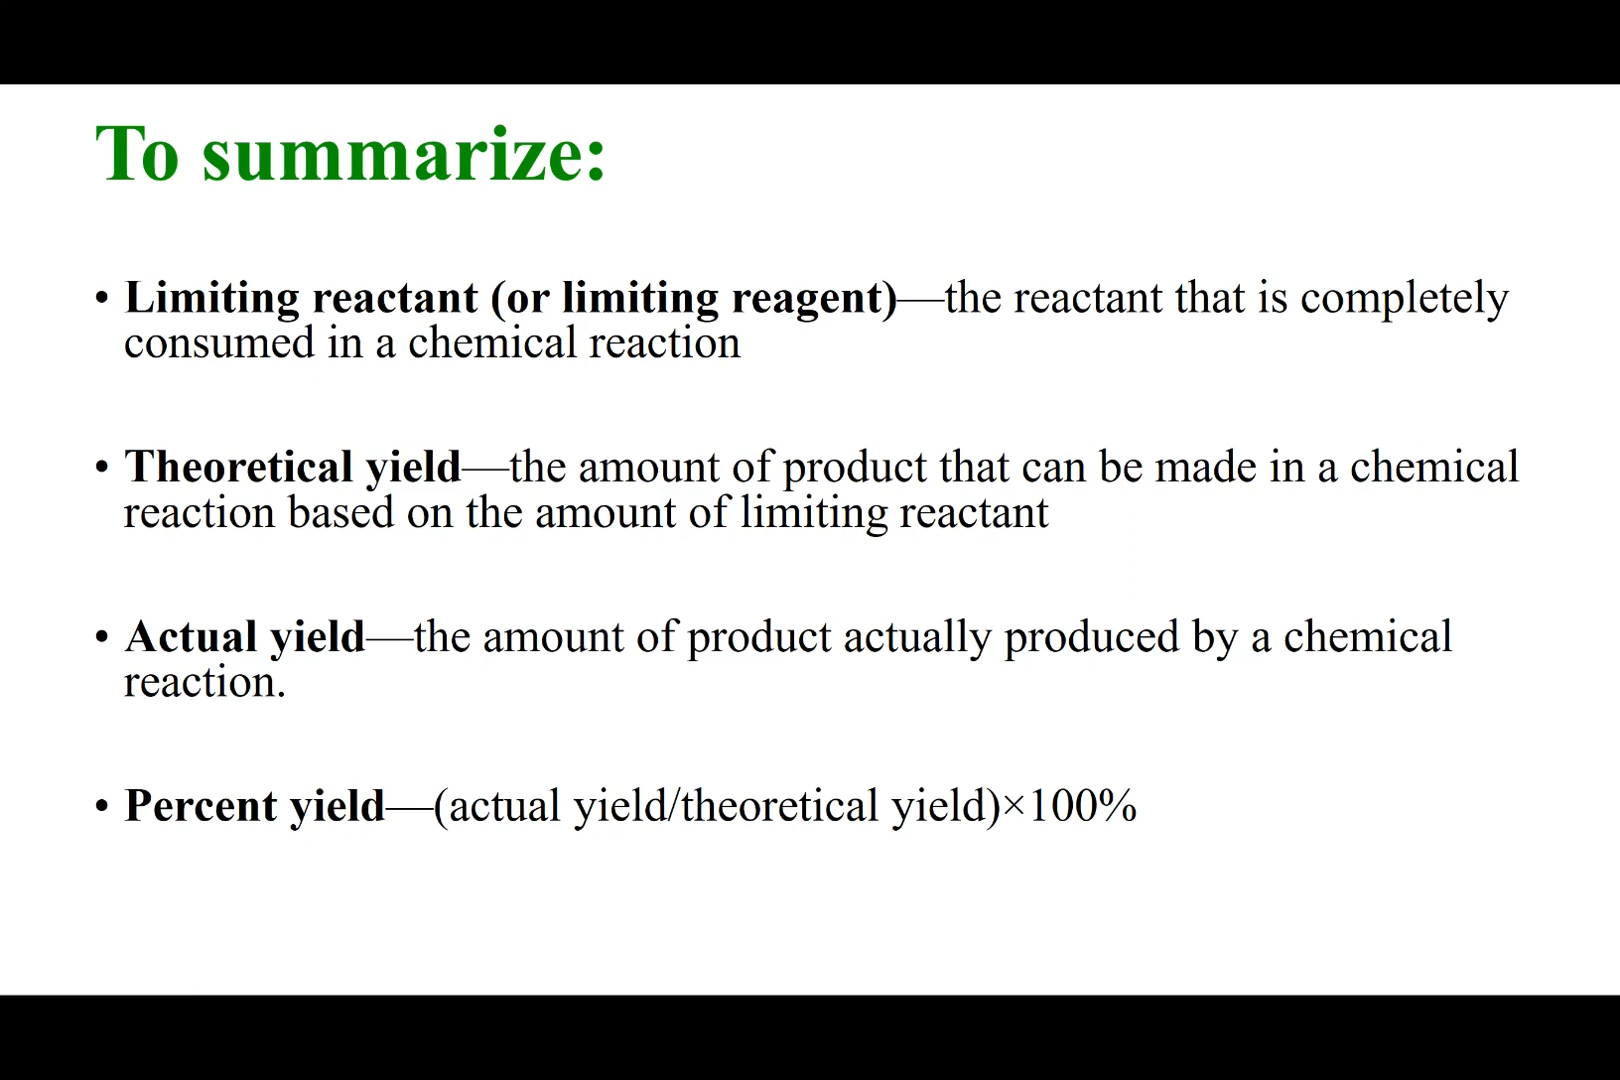 To summarize:
• Limiting reactant (or limiting reagent)—the reactant that is completely
consumed in a chemical reaction
• Theoretical yield—the amount of product that can be made in a chemical
reaction based on the amount of limiting reactant
• Actual yield—the amount of product actually produced by a chemical
reaction.
• Percent yield—(actual yield/theoretical yield)×100%